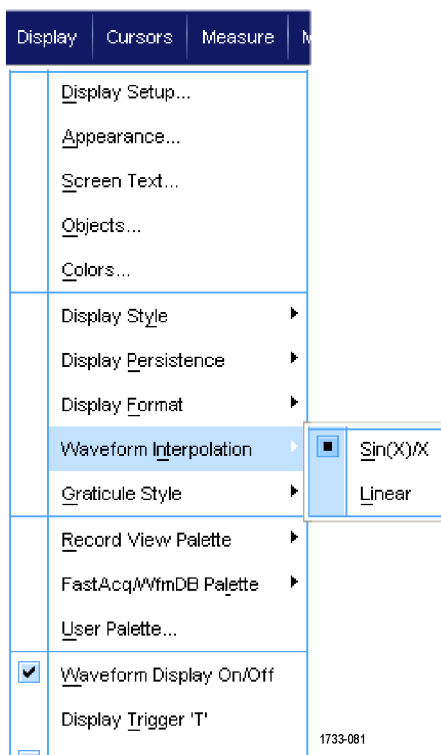 Display Cursors Measure
Display Setup...
Appearance...
Screen Text...
Objects...
Colors...
Display Style
Display Persistence
Display Format
Waveform Interpolation
Sin(X)/X
Graticule Style
Linear
Record View Palette
FastAcq/WfmDB Palette
User Palette...
Waveform Display On/Off
Display Trigger 'T'
1733-081